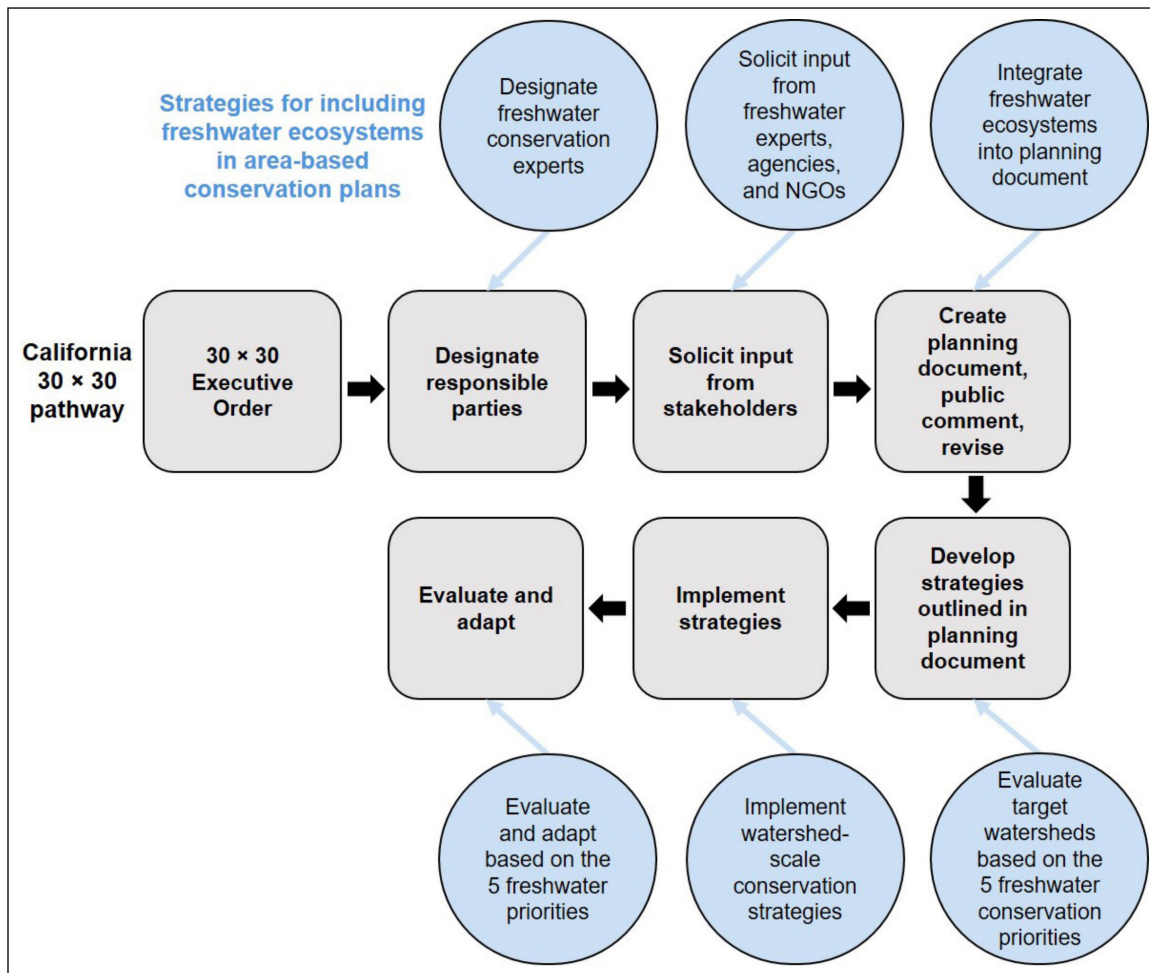 Strategies for including
freshwater ecosystems
in area-based
conservation plans
Designate
freshwater
conservation
experts
Solicit input
from
freshwater
experts,
agencies,
and NGOs
Integrate
freshwater
ecosystems
into planning
document
California
30 × 30
pathway
30 × 30
Executive
Order
Designate
responsible
parties
Solicit input
from
stakeholders
Create
planning
document,
public
comment,
revise
Evaluate and
adapt
Implement
strategies
Develop
strategies
outlined in
planning
document
Evaluate
and adapt
based on the
5 freshwater
priorities
Implement
watershed-
scale
conservation
strategies
Evaluate
target
watersheds
based on the
5 freshwater
conservation
priorities